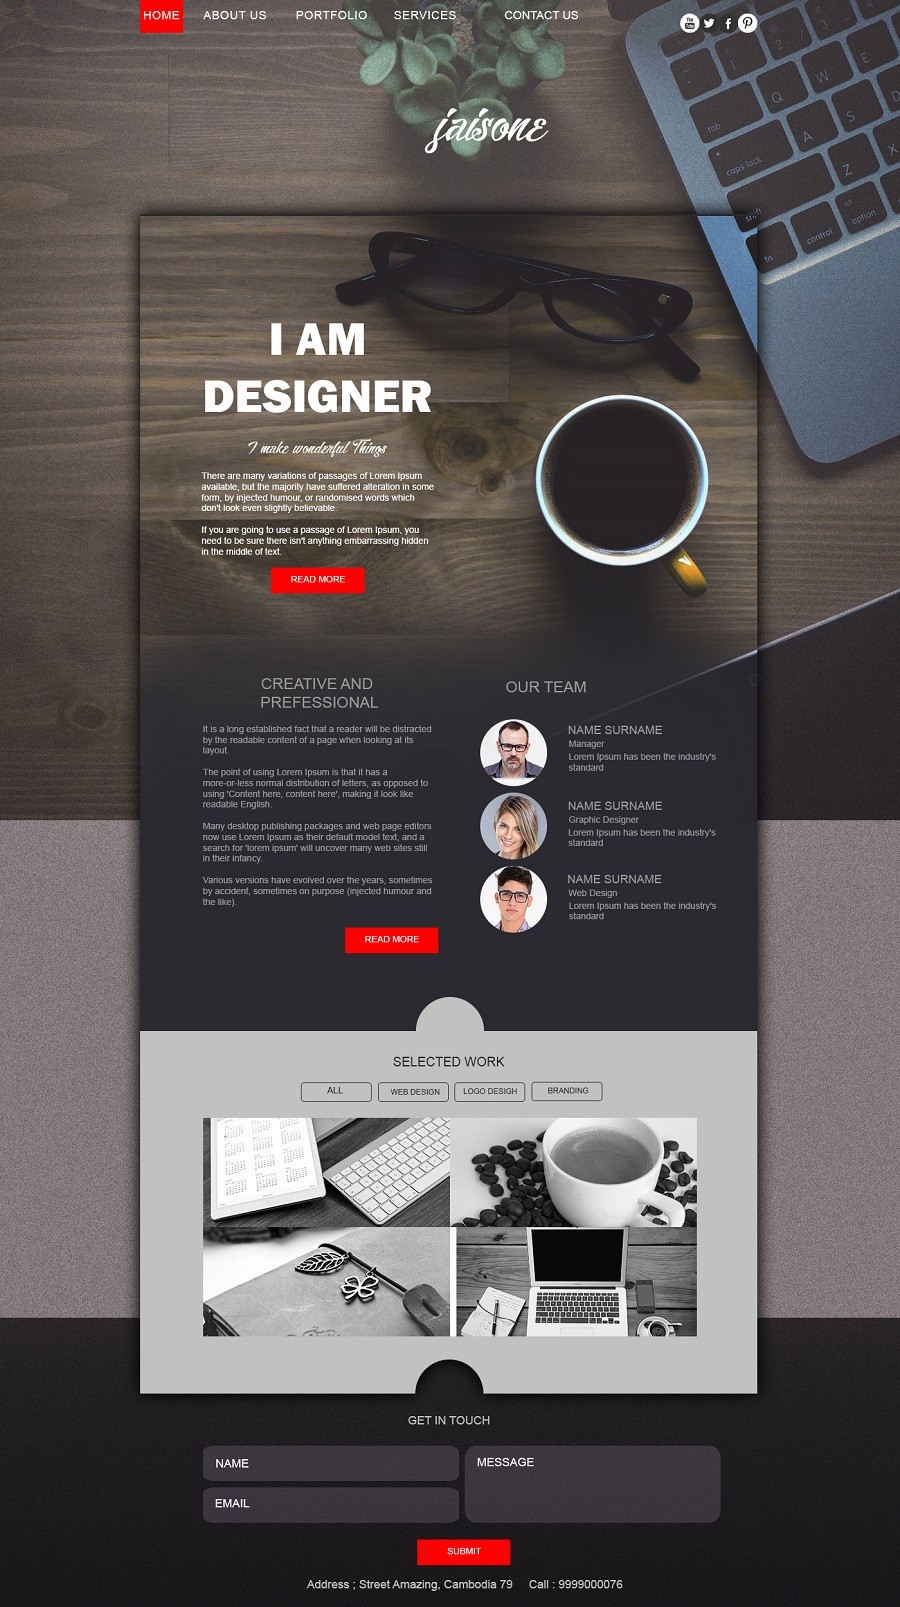 HOME ABOUT US PORTFOLIO SERVICES CONTACT US
You Tube
jaisone
tab
caps lock
shift
fn control option
alt
Q W E
A S
Z X
I AM
DESIGNER
I make wonderful Things
There are many variations of passages of Lorem Ipsum
available, but the majority have suffered alteration in some
form, by injected humour, or randomised words which
don't look even slightly believable.
If you are going to use a passage of Lorem Ipsum, you
need to be sure there isn't anything embarrassing hidden
in the middle of text.
READ MORE
CREATIVE AND
PREFESSIONAL
It is a long established fact that a reader will be distracted
by the readable content of a page when looking at its
layout.
The point of using Lorem Ipsum is that it has a
more-or-less normal distribution of letters, as opposed to
using 'Content here, content here', making it look like
readable English.
Many desktop publishing packages and web page editors
now use Lorem Ipsum as their default model text, and a
search for 'lorem ipsum' will uncover many web sites still
in their infancy.
Various versions have evolved over the years, sometimes
by accident, sometimes on purpose (injected humour and
the like).
READ MORE
OUR TEAM
NAME SURNAME
Manager
Lorem Ipsum has been the industry's
standard
NAME SURNAME
Graphic Designer
Lorem Ipsum has been the industry's
standard
NAME SURNAME
Web Design
Lorem Ipsum has been the industry's
standard
SELECTED WORK
ALL WEB DESIGN LOGO DESIGH BRANDING
GET IN TOUCH
NAME
EMAIL
MESSAGE
SUBMIT
Address ; Street Amazing, Cambodia 79 Call : 9999000076